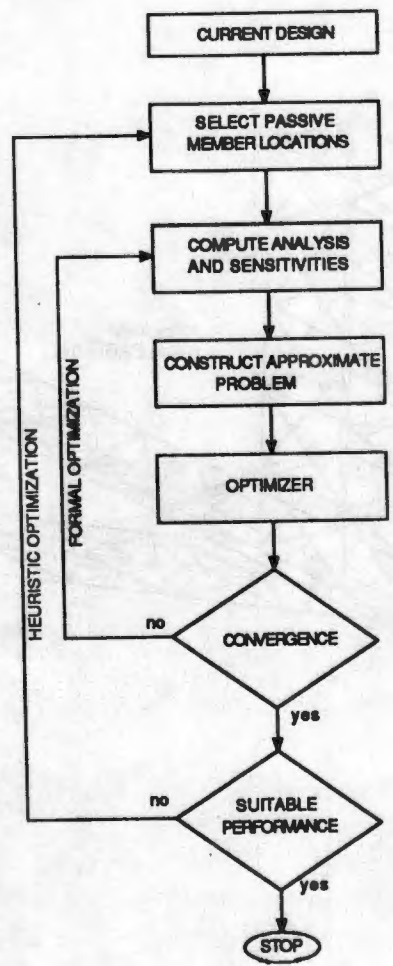 CURRENT DESIGN
SELECT PASSIVE
MEMBER LOCATIONS
COMPUTE ANALYSIS
AND SENSITIVITIES
CONSTRUCT APPROXIMATE
PROBLEM
OPTIMIZER
HEURISTIC OPTIMIZATION
FORMAL OPTIMIZATION
no
CONVERGENCE
yes
no
SUITABLE
PERFORMANCE
yes
STOP